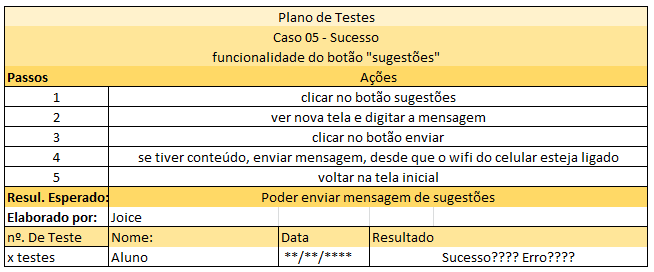 Plano de Testes
Caso 05 - Sucesso
funcionalidade do botão "sugestões"
Passos Ações
1 clicar no botão sugestões
2 ver nova tela e digitar a mensagem
3 clicar no botão enviar
4 se tiver conteúdo, enviar mensagem, desde que o wifi do celular esteja ligado
5 voltar na tela inicial
Resul. Esperado: Poder enviar mensagem de sugestões
Elaborado por: Joice
nº. De Teste Nome: Data Resultado
x testes Aluno **/**/**** Sucesso???? Erro????